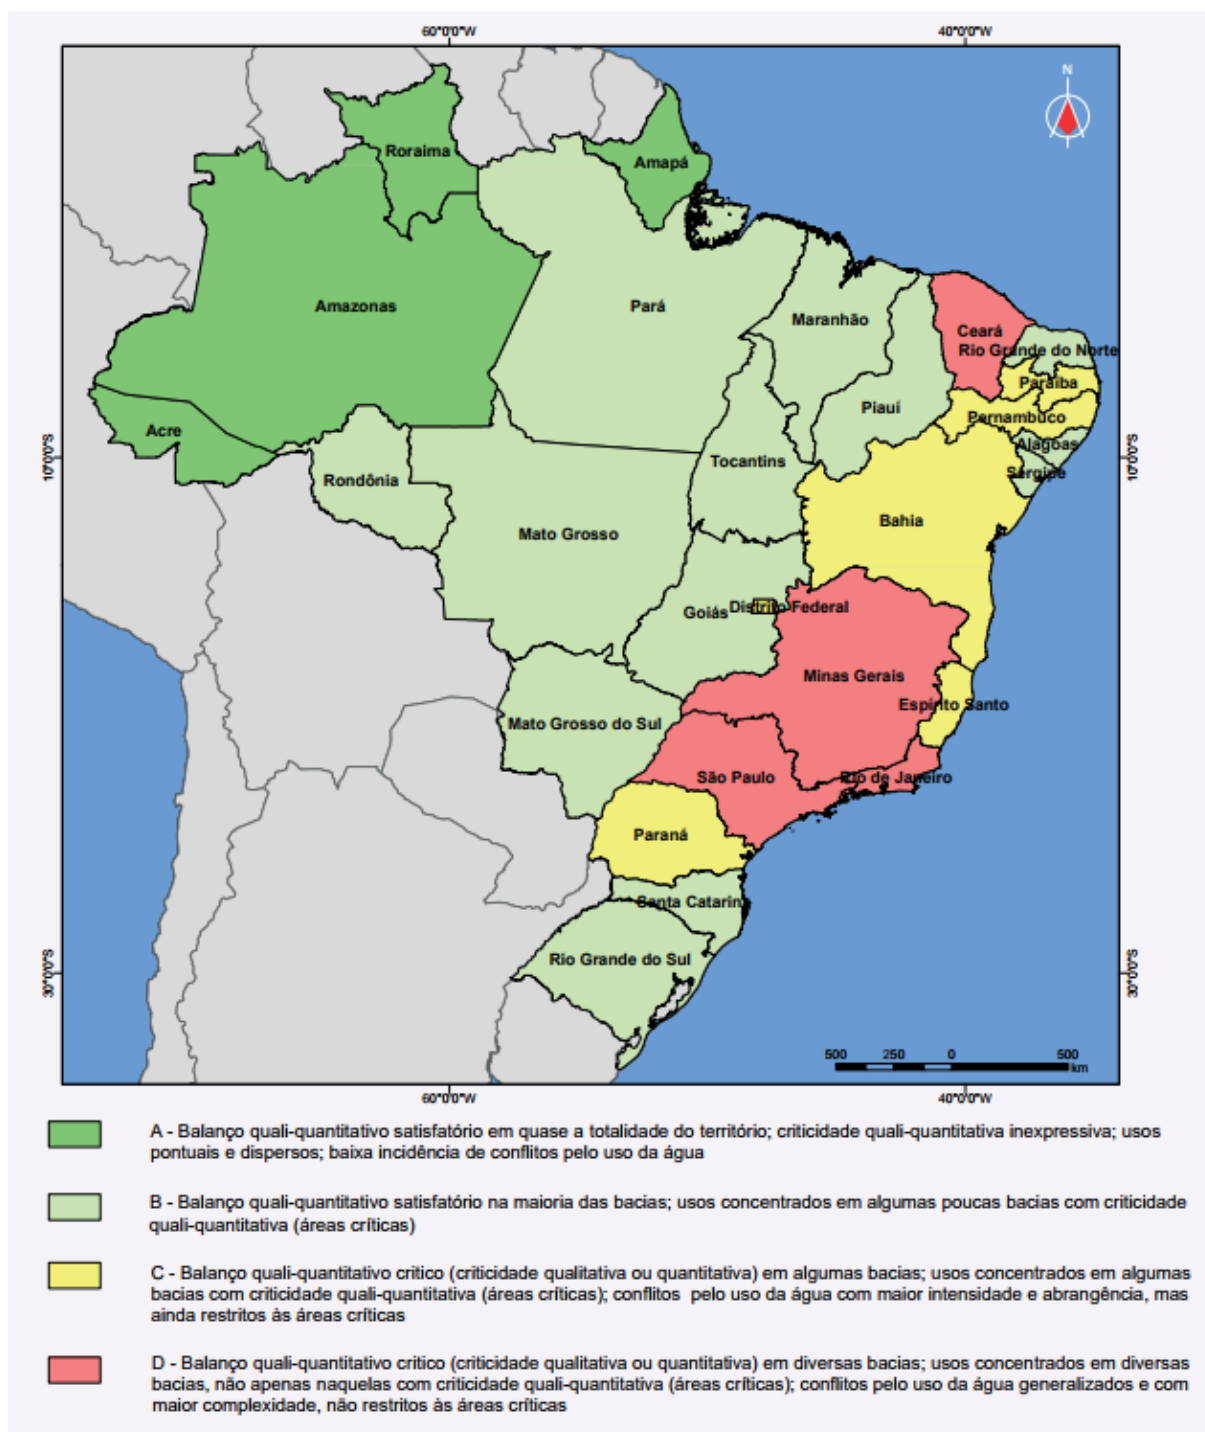 60°0'0"W
40°0'0"W
N
Roraima
Amapá
Amazonas
Pará
Maranhão
Ceará
Rio Grande do Norte
Paraíba
Piauí
Pernambuco
Acre
Alagoas
10°0'0"S
10°0'0"S
Tocantins
Sergipe
Rondônia
Bahia
Mato Grosso
Goiás
Distrito Federal
Minas Gerais
Espírito Santo
Mato Grosso do Sul
São Paulo
Rio de Janeiro
Paraná
Santa Catarin
Rio Grande do Sul
30°0'0"S
30°0'0"S
500 250 0 500
km
60°0'0"W
40°0'0"W
A - Balanço quali-quantitativo satisfatório em quase a totalidade do território; criticidade quali-quantitativa inexpressiva; usos
pontuais e dispersos; baixa incidência de conflitos pelo uso da água
B - Balanço quali-quantitativo satisfatório na maioria das bacias; usos concentrados em algumas poucas bacias com criticidade
quali-quantitativa (áreas críticas)
C - Balanço quali-quantitativo critico (criticidade qualitativa ou quantitativa) em algumas bacias; usos concentrados em algumas
bacias com criticidade quali-quantitativa (áreas críticas); conflitos pelo uso da água com maior intensidade e abrangência, mas
ainda restritos às áreas críticas
D - Balanço quali-quantitativo critico (criticidade qualitativa ou quantitativa) em diversas bacias; usos concentrados em diversas
bacias, não apenas naquelas com criticidade quali-quantitativa (áreas críticas); conflitos pelo uso da água generalizados e com
maior complexidade, não restritos às áreas críticas